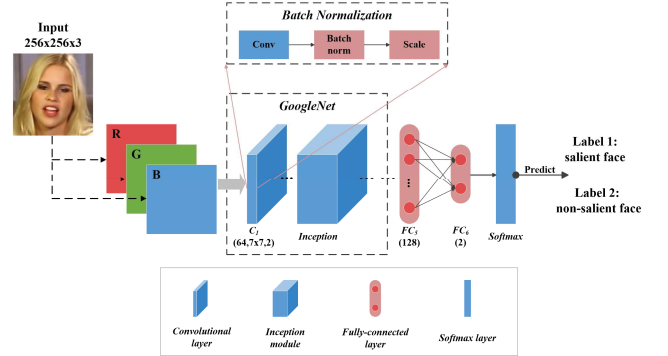 Input
256x256x3
Batch Normalization
Conv
Batch
norm
Scale
GoogleNet
R
G
B
C1
(64,7x7,2)
Inception
FC5
(128)
FC6
(2)
Softmax
Predict
Label 1:
salient face
Label 2:
non-salient face
Convolutional
layer
Inception
module
Fully-connected
layer
Softmax layer